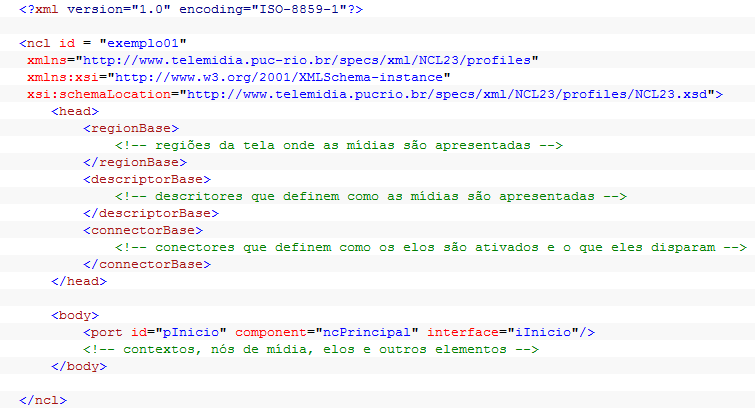 <?xml version="1.0" encoding="ISO-8859-1"?>
<ncl id = "exemplo01"
xmlns="http://www.telemidia.puc-rio.br/specs/xml/NCL23/profiles"
xmlns:xsi="http://www.w3.org/2001/XMLSchema-instance"
xsi:schemaLocation="http://www.telemidia.pucrio.br/specs/xml/NCL23/profiles/NCL23.xsd">
<head>
<regionBase>
<!-- regiões da tela onde as mídias são apresentadas -->
</regionBase>
<descriptorBase>
<!-- descritores que definem como as mídias são apresentadas -->
</descriptorBase>
<connectorBase>
<!-- conectores que definem como os elos são ativados e o que eles disparam -->
</connectorBase>
</head>
<body>
<port id="pInicio" component="ncPrincipal" interface="iInicio"/>
<!-- contextos, nós de mídia, elos e outros elementos -->
</body>
</ncl>